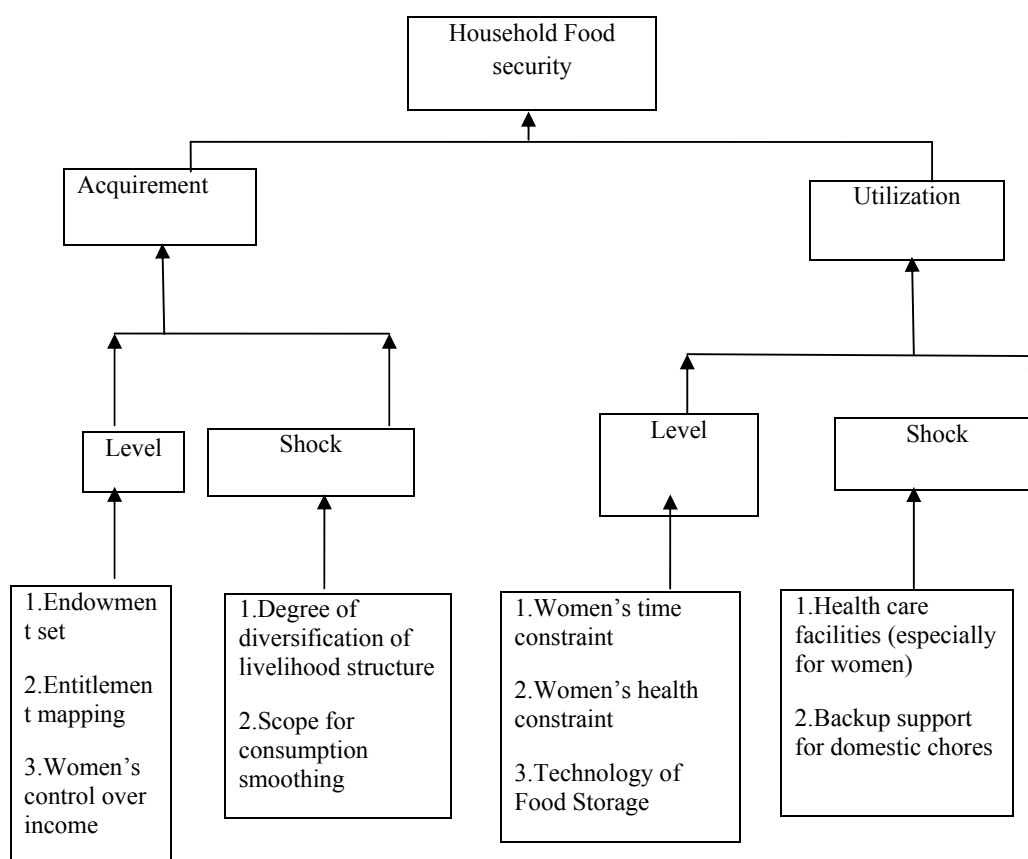 Household Food
security
Acquirement
Utilization
Level
Shock
Level
Shock
1.Endowmen
t set
2.Entitlemen
t mapping
3.Women’s
control over
income
1.Degree of
diversification of
livelihood structure
2.Scope for
consumption
smoothing
1.Women’s time
constraint
2.Women’s health
constraint
3.Technology of
Food Storage
1.Health care
facilities (especially
for women)
2.Backup support
for domestic chores